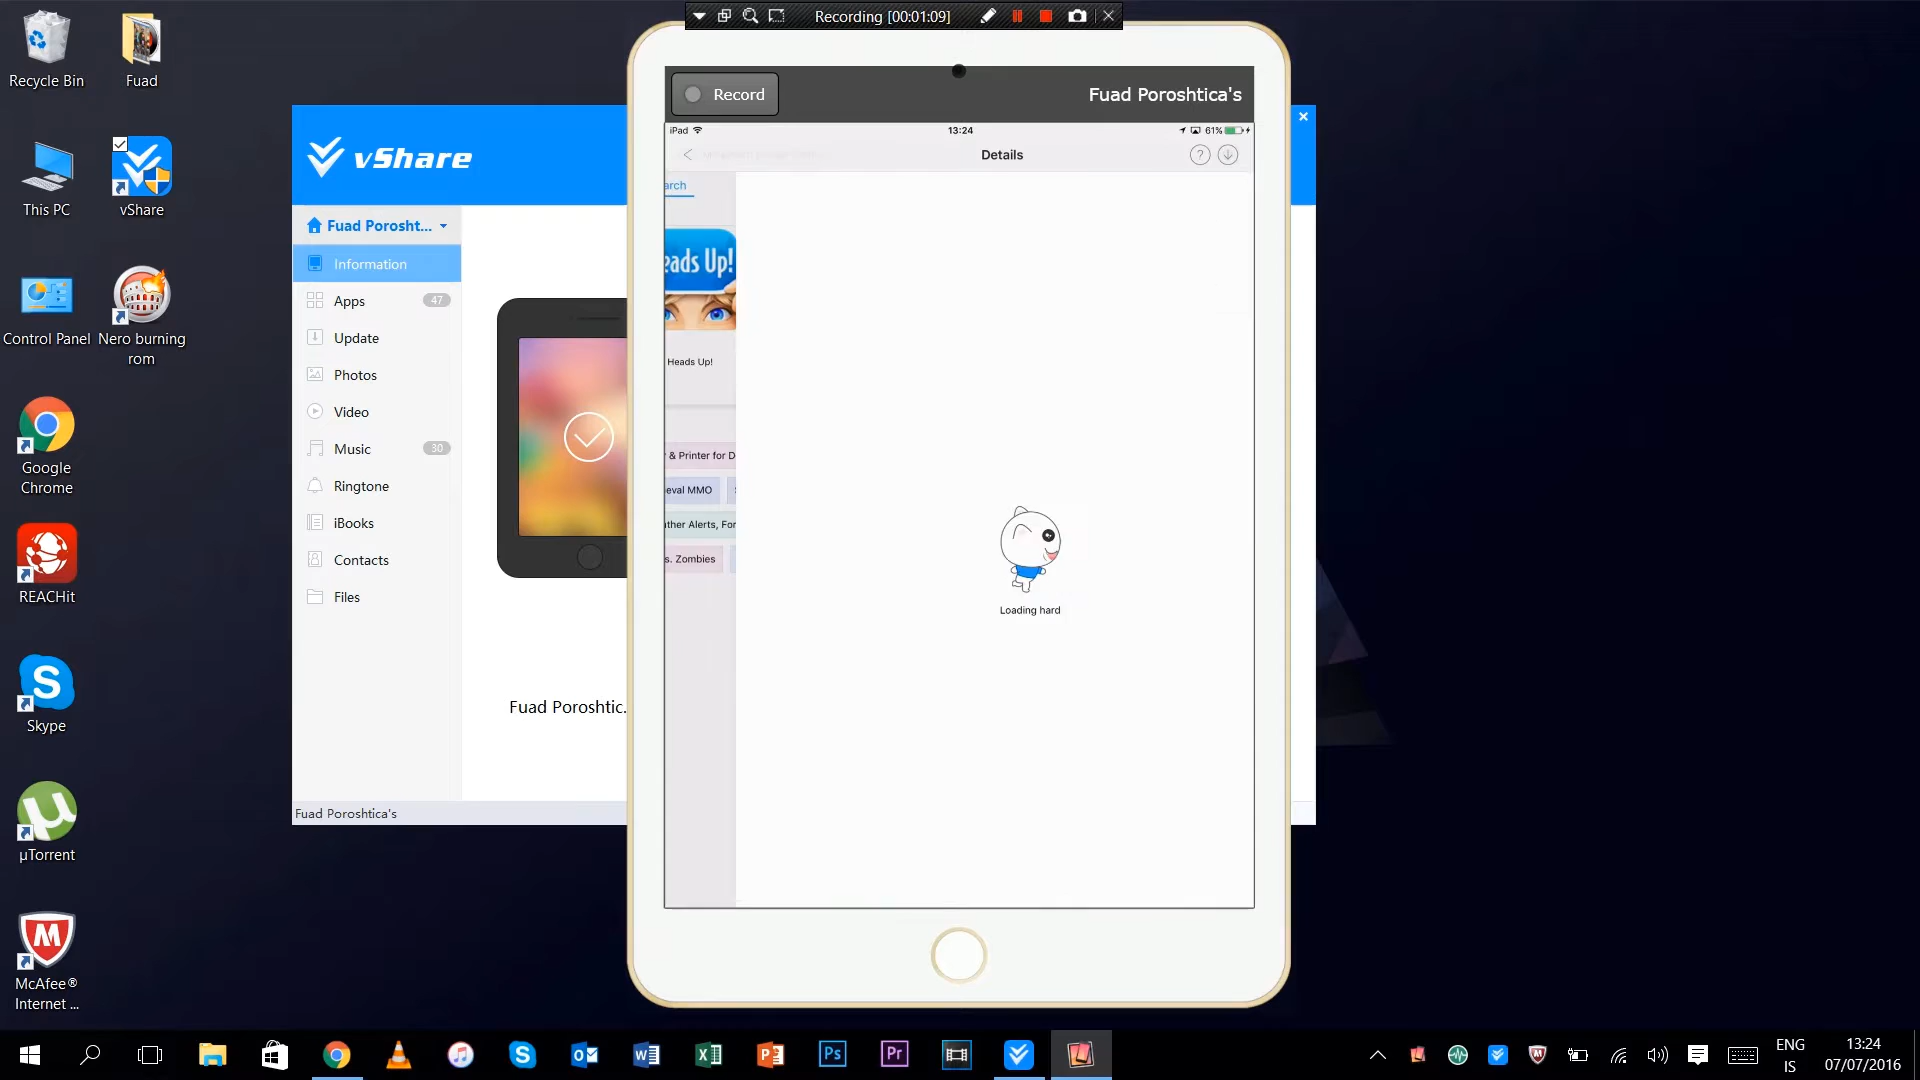 Recording [00:01:09]
Recycle Bin
Fuad
This PC
vShare
Control Panel
Nero burning
rom
Google
Chrome
REACHit
Skype
µTorrent
McAfee®
Internet ...
vShare
Fuad Porosht...
Information
Apps
47
Update
Photos
Video
Music
30
Ringtone
iBooks
Contacts
Files
Fuad Poroshtic.
Fuad Poroshtica's
Record
Fuad Poroshtica's
iPad
13:24
61%
Details
?
arch
eads Up!
Heads Up!
& Printer for D
eval MMO
ther Alerts, For
s. Zombies
Loading hard
ENG
IS
13:24
07/07/2016